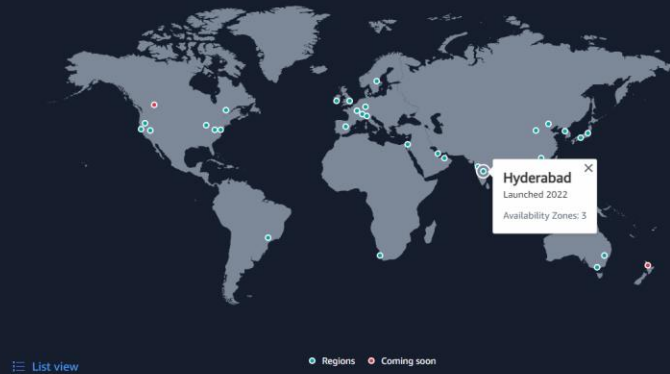 Hyderabad
Launched 2022
Availability Zones: 3
Regions
Coming soon
List view